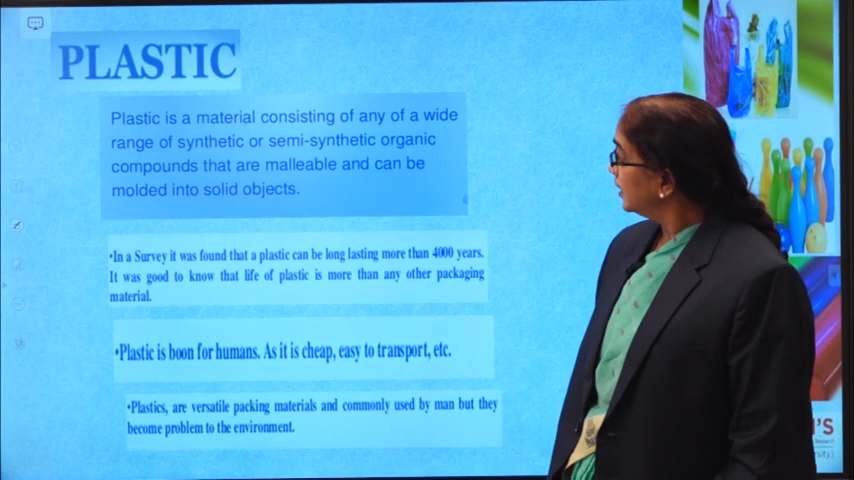 PLASTIC
Plastic is a material consisting of any of a wide
range of synthetic or semi-synthetic organic
compounds that are malleable and can be
molded into solid objects.
•In a Survey it was found that a plastic can be long lasting more than 4000 years.
It was good to know that life of plastic is more than any other packaging
material.
•Plastic is boon for humans. As it is cheap, easy to transport, etc.
•Plastics, are versatile packing materials and commonly used by man but they
become problem to the environment.
'S
Research
rsity)